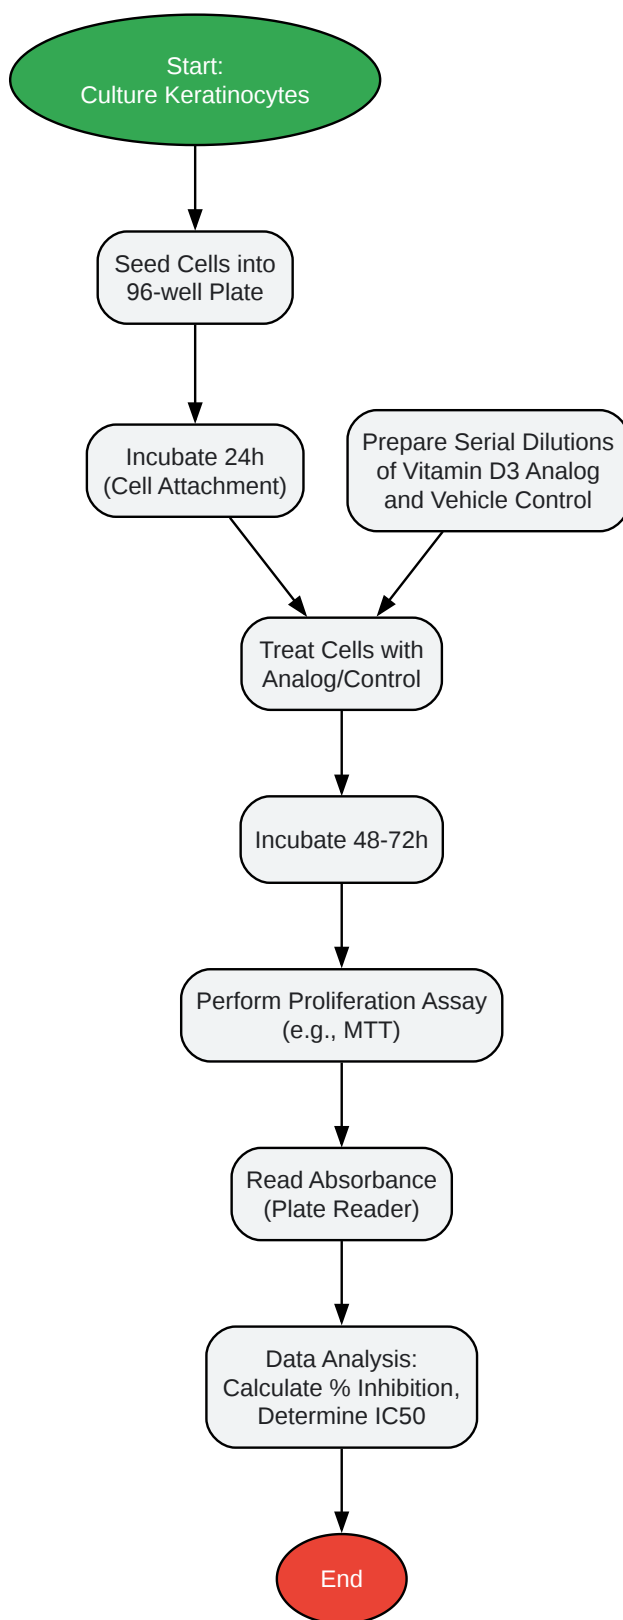 Start:
Culture Keratinocytes
Seed Cells into
96-well Plate
Incubate 24h
(Cell Attachment)
Prepare Serial Dilutions
of Vitamin D3 Analog
and Vehicle Control
Treat Cells with
Analog/Control
Incubate 48-72h
Perform Proliferation Assay
(e.g., MTT)
Read Absorbance
(Plate Reader)
Data Analysis:
Calculate % Inhibition,
Determine IC50
End